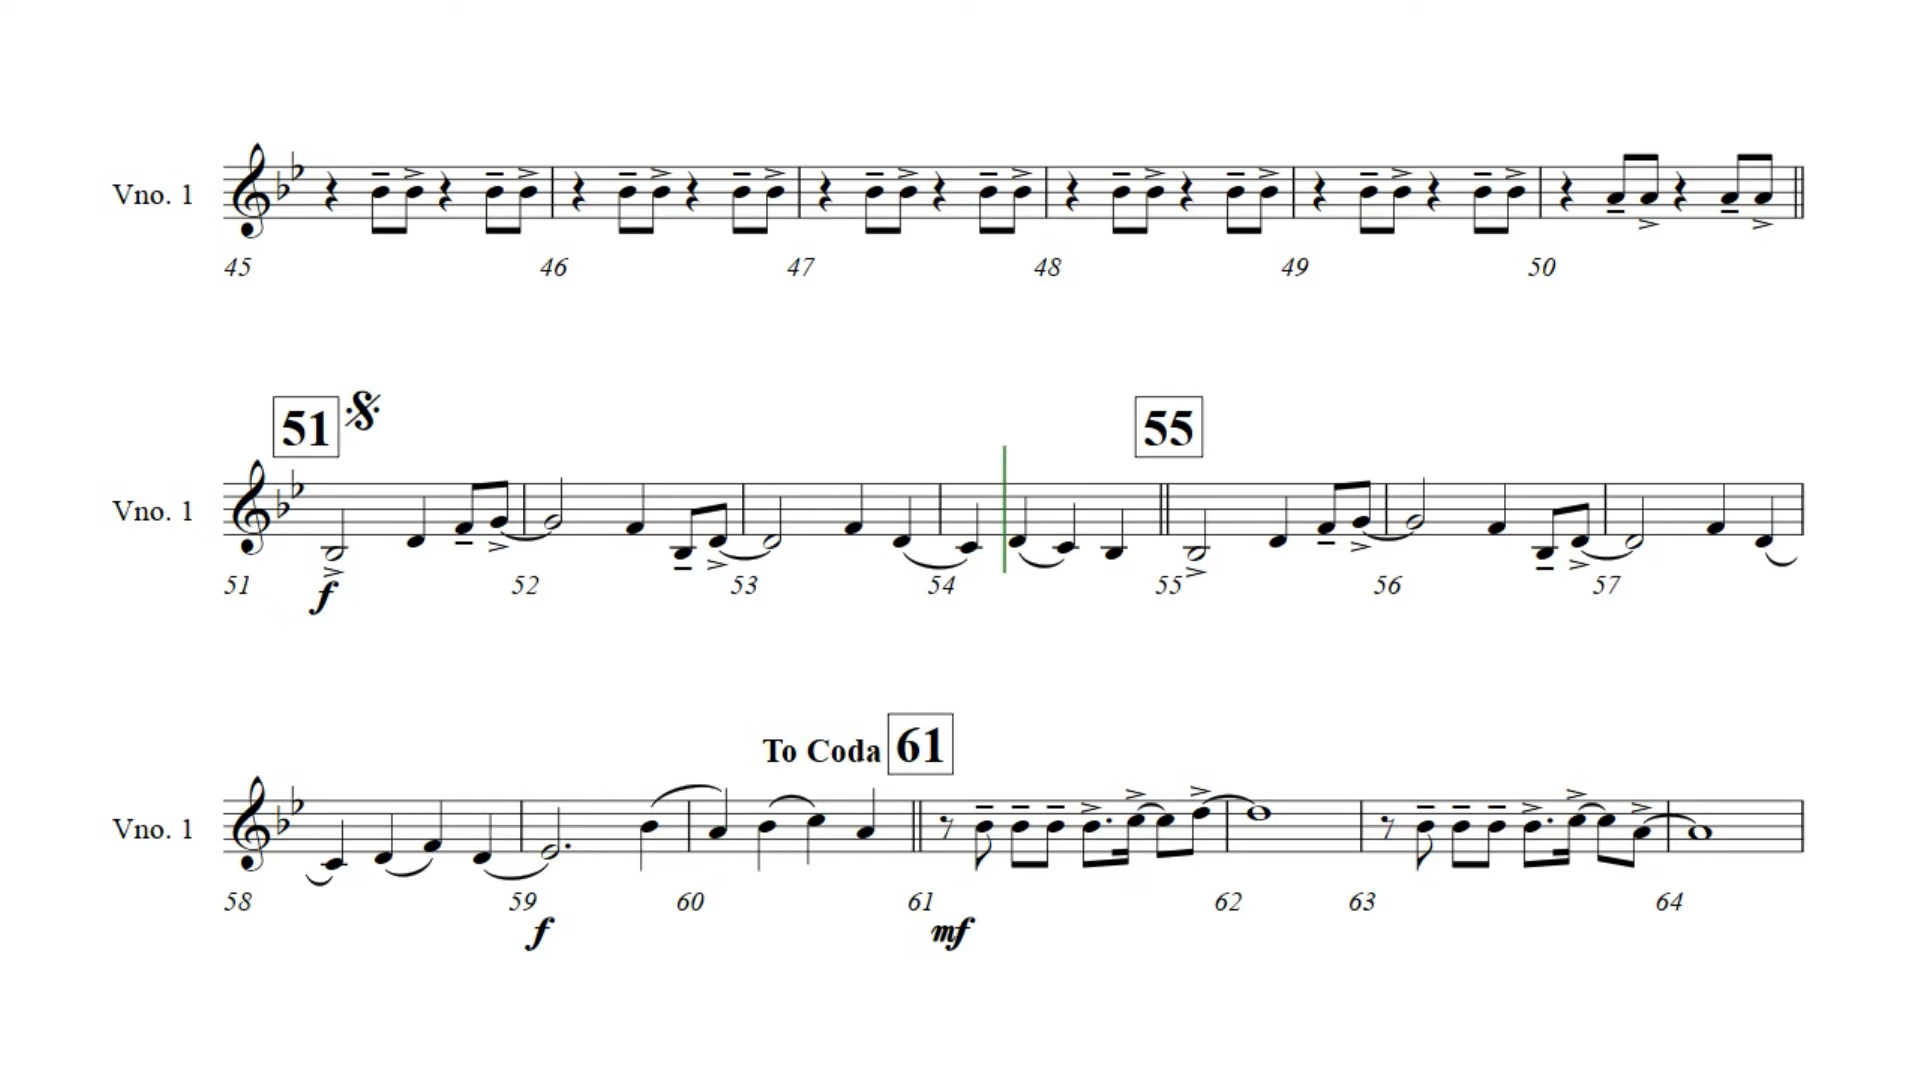 Vno. 1
45 46 47 48 49 50
51 55
Vno. 1
51 52 53 54 55 56 57
f
To Coda 61
Vno. 1
58 59 60 61 62 63 64
f mf